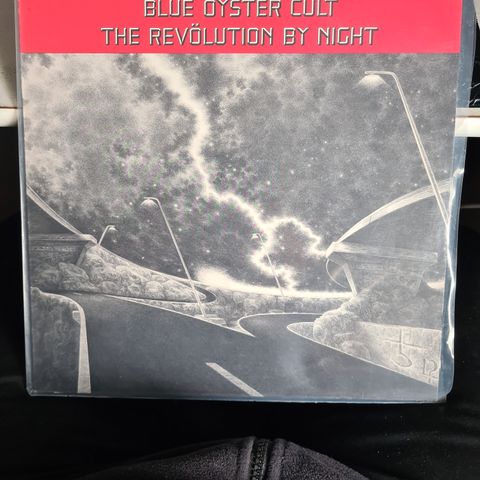 BLUE ÖYSTER CULT
THE REVÖLUTION BY NIGHT